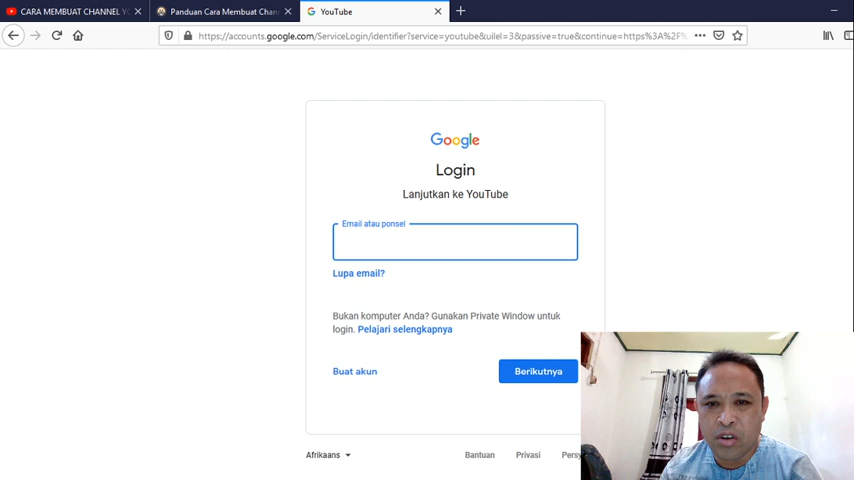 CARA MEMBUAT CHANNEL Y
Panduan Cara Membuat Chan
YouTube
https://accounts.google.com/ServiceLogin/identifier?service=youtube&uilel=3&passive=true&continue=https%3A%2F%
Google
Login
Lanjutkan ke YouTube
Email atau ponsel
Lupa email?
Bukan komputer Anda? Gunakan Private Window untuk
login. Pelajari selengkapnya
Buat akun
Berikutnya
Afrikaans
Bantuan
Privasi
Persy